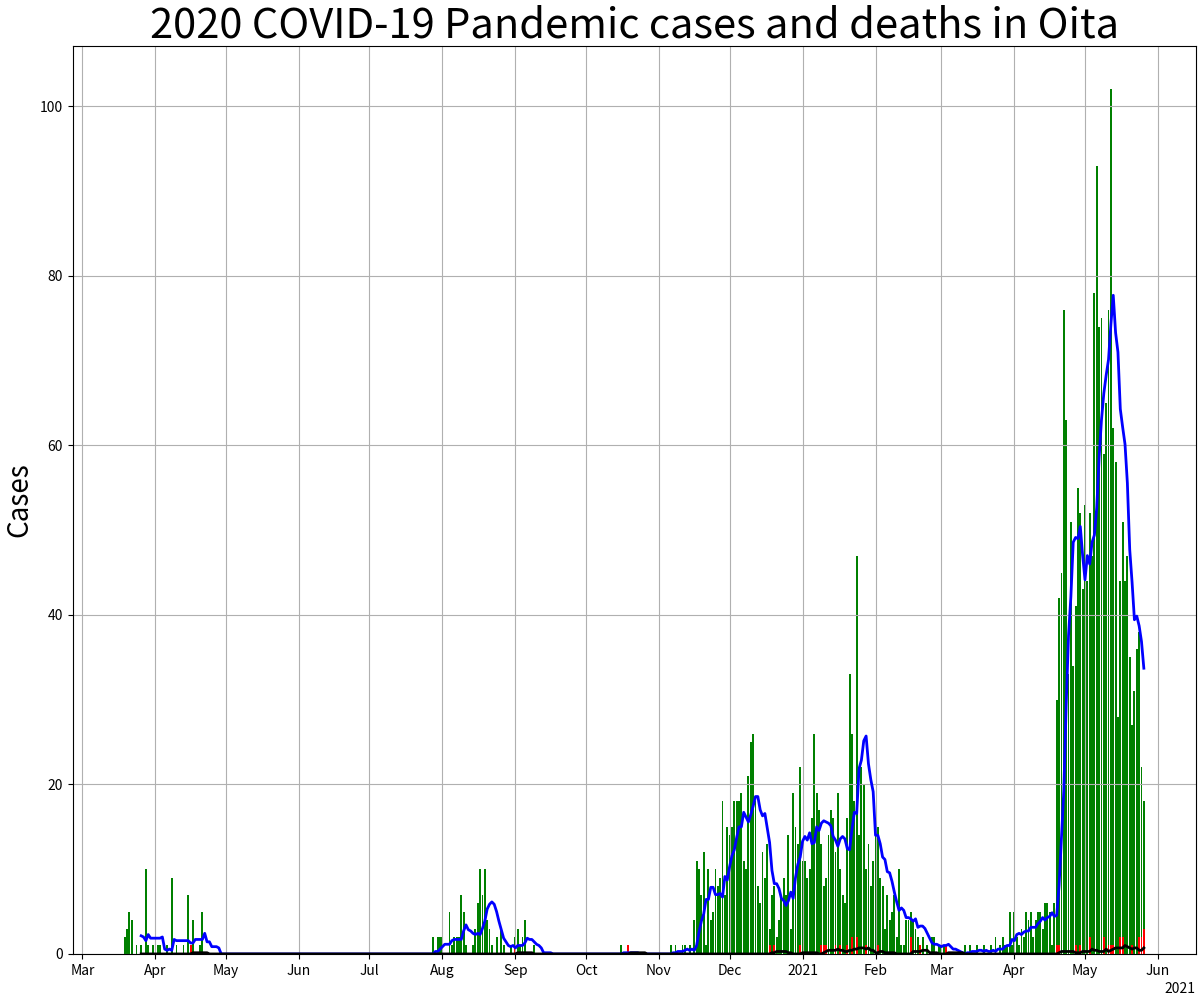 2020 COVID-19 Pandemic cases and deaths in Oita
Cases
100
80
60
40
20
0
Mar Apr May Jun Jul Aug Sep Oct Nov Dec 2021 Feb Mar Apr May Jun
2021